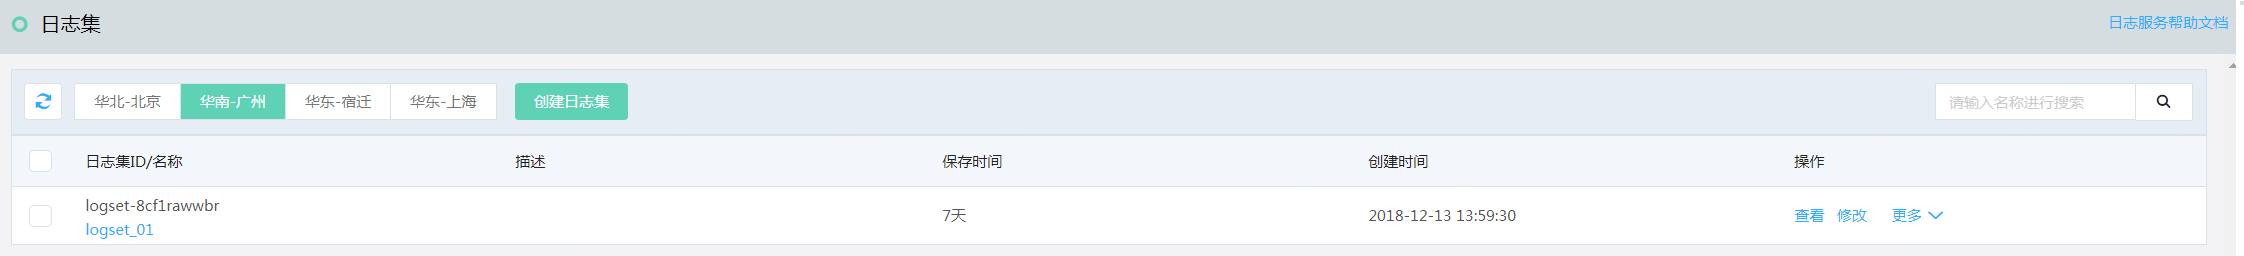 日志集
日志服务帮助文档
华北-北京 华南-广州 华东-宿迁 华东-上海 创建日志集 请输入名称进行搜索
日志集ID/名称 描述 保存时间 创建时间 操作
logset-8cf1rawwbr
logset_01 7天 2018-12-13 13:59:30 查看 修改 更多